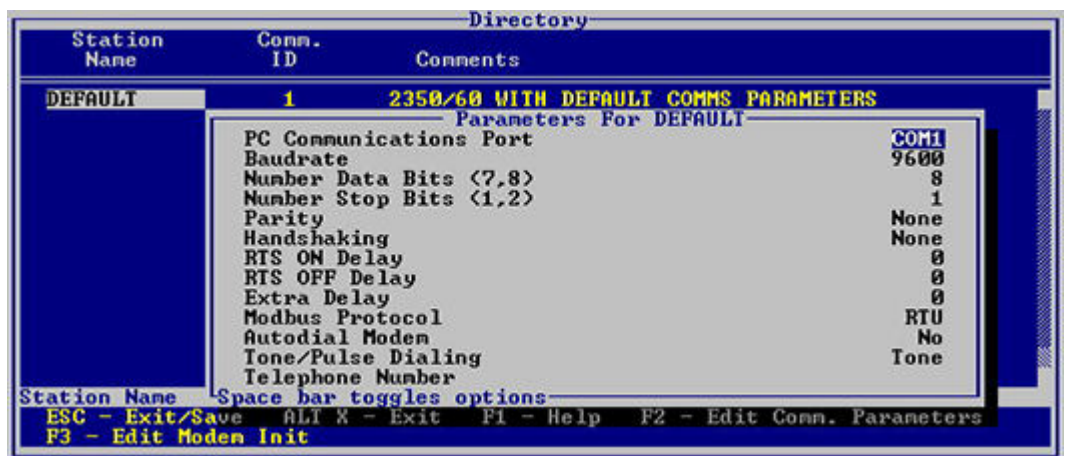 Directory
Station Comm.
Name ID Comments
DEFAULT 1 2350/60 WITH DEFAULT COMMS PARAMETERS
Parameters For DEFAULT
PC Communications Port COM1
Baudrate 9600
Number Data Bits (7,8) 8
Number Stop Bits (1,2) 1
Parity None
Handshaking None
RTS ON Delay 0
RTS OFF Delay 0
Extra Delay 0
Modbus Protocol RTU
Autodial Modem No
Tone/Pulse Dialing Tone
Telephone Number
Station Name Space bar toggles options
ESC - Exit/Save ALT X - Exit F1 - Help F2 - Edit Comm. Parameters
F3 - Edit Modem Init